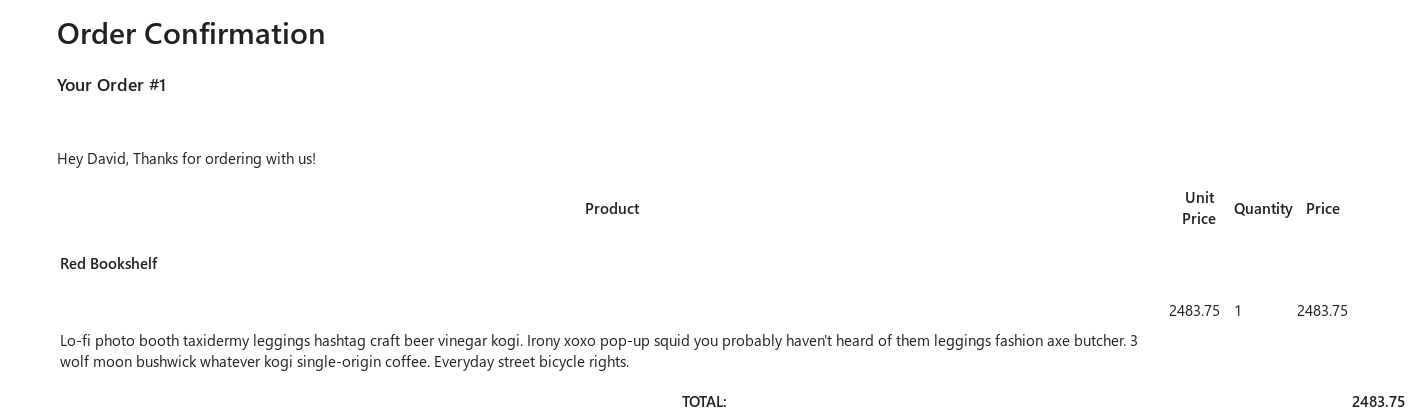 Order Confirmation
Your Order #1
Hey David, Thanks for ordering with us!
Product Unit Price Quantity Price
Red Bookshelf
2483.75 1 2483.75
Lo-fi photo booth taxidermy leggings hashtag craft beer vinegar kogi. Irony xoxo pop-up squid you probably haven't heard of them leggings fashion axe butcher. 3
wolf moon bushwick whatever kogi single-origin coffee. Everyday street bicycle rights.
TOTAL: 2483.75